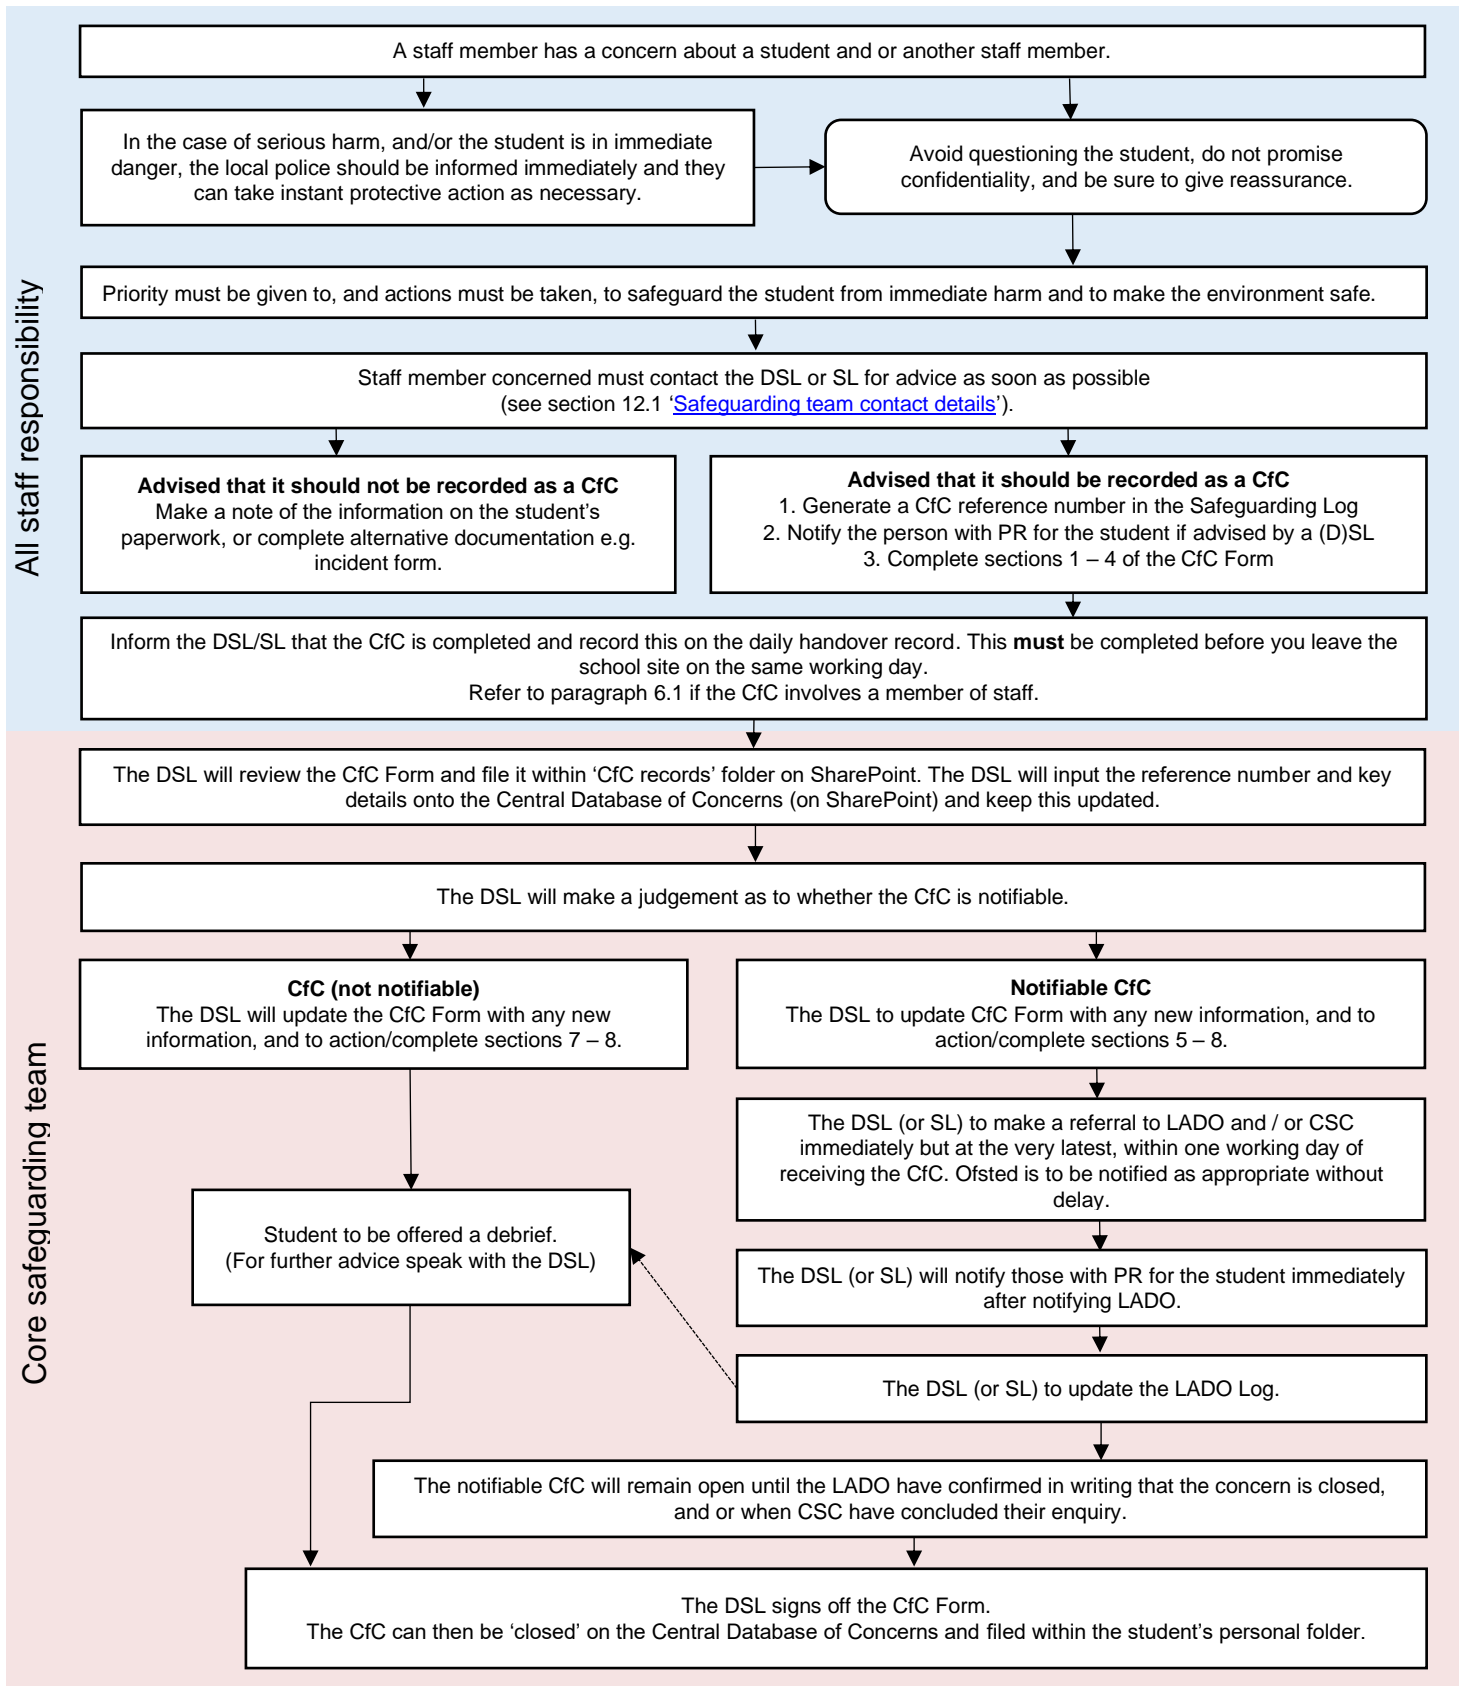 A staff member has a concern about a student and or another staff member.
In the case of serious harm, and/or the student is in immediate
danger, the local police should be informed immediately and they
can take instant protective action as necessary.
Avoid questioning the student, do not promise
confidentiality, and be sure to give reassurance.
Priority must be given to, and actions must be taken, to safeguard the student from immediate harm and to make the environment safe.
Staff member concerned must contact the DSL or SL for advice as soon as possible
(see section 12.1 ‘Safeguarding team contact details’).
All staff responsibility
Advised that it should not be recorded as a CfC
Make a note of the information on the student’s
paperwork, or complete alternative documentation e.g.
incident form.
Advised that it should be recorded as a CfC
1. Generate a CfC reference number in the Safeguarding Log
2. Notify the person with PR for the student if advised by a (D)SL
3. Complete sections 1 – 4 of the CfC Form
Inform the DSL/SL that the CfC is completed and record this on the daily handover record. This must be completed before you leave the
school site on the same working day.
Refer to paragraph 6.1 if the CfC involves a member of staff.
The DSL will review the CfC Form and file it within ‘CfC records’ folder on SharePoint. The DSL will input the reference number and key
details onto the Central Database of Concerns (on SharePoint) and keep this updated.
The DSL will make a judgement as to whether the CfC is notifiable.
CfC (not notifiable)
The DSL will update the CfC Form with any new
information, and to action/complete sections 7 – 8.
Notifiable CfC
The DSL to update CfC Form with any new information, and to
action/complete sections 5 – 8.
The DSL (or SL) to make a referral to LADO and / or CSC
immediately but at the very latest, within one working day of
receiving the CfC. Ofsted is to be notified as appropriate without
delay.
Core safeguarding team
Student to be offered a debrief.
(For further advice speak with the DSL)
The DSL (or SL) will notify those with PR for the student immediately
after notifying LADO.
The DSL (or SL) to update the LADO Log.
The notifiable CfC will remain open until the LADO have confirmed in writing that the concern is closed,
and or when CSC have concluded their enquiry.
The DSL signs off the CfC Form.
The CfC can then be ‘closed’ on the Central Database of Concerns and filed within the student’s personal folder.